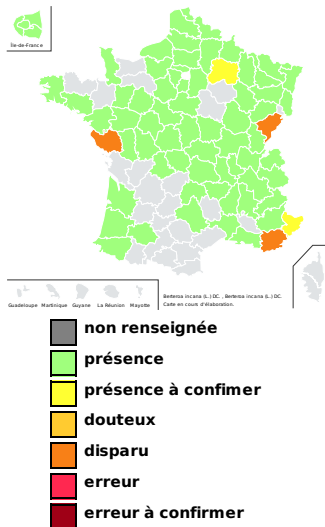 Île-de-France
Guadeloupe Martinique Guyane La Réunion Mayotte
Berteroa incana (L.) DC. , Berteroa incana (L.) DC.
Carte en cours d'élaboration.
non renseignée
présence
présence à confimer
douteux
disparu
erreur
erreur à confirmer